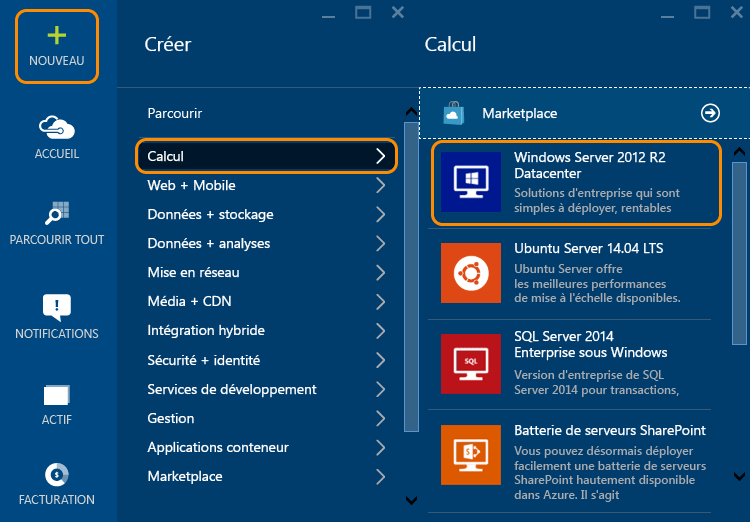 NOUVEAU
ACCUEIL
PARCOURIR TOUT
NOTIFICATIONS
ACTIF
FACTURATION
Créer
Parcourir
Calcul
Web + Mobile
Données + stockage
Données + analyses
Mise en réseau
Média + CDN
Intégration hybride
Sécurité + identité
Services de développement
Gestion
Applications conteneur
Marketplace
Calcul
Marketplace
Windows Server 2012 R2
Datacenter
Solutions d'entreprise qui sont
simples à déployer, rentables
Ubuntu Server 14.04 LTS
Ubuntu Server offre
les meilleures performances
de mise à l'échelle disponibles.
SQL
SQL Server 2014
Enterprise sous Windows
Version d'entreprise de SQL
Server 2014 pour transactions,
Batterie de serveurs SharePoint
Vous pouvez désormais déployer
facilement une batterie de serveurs
SharePoint hautement disponible
dans Azure. Il s'agit